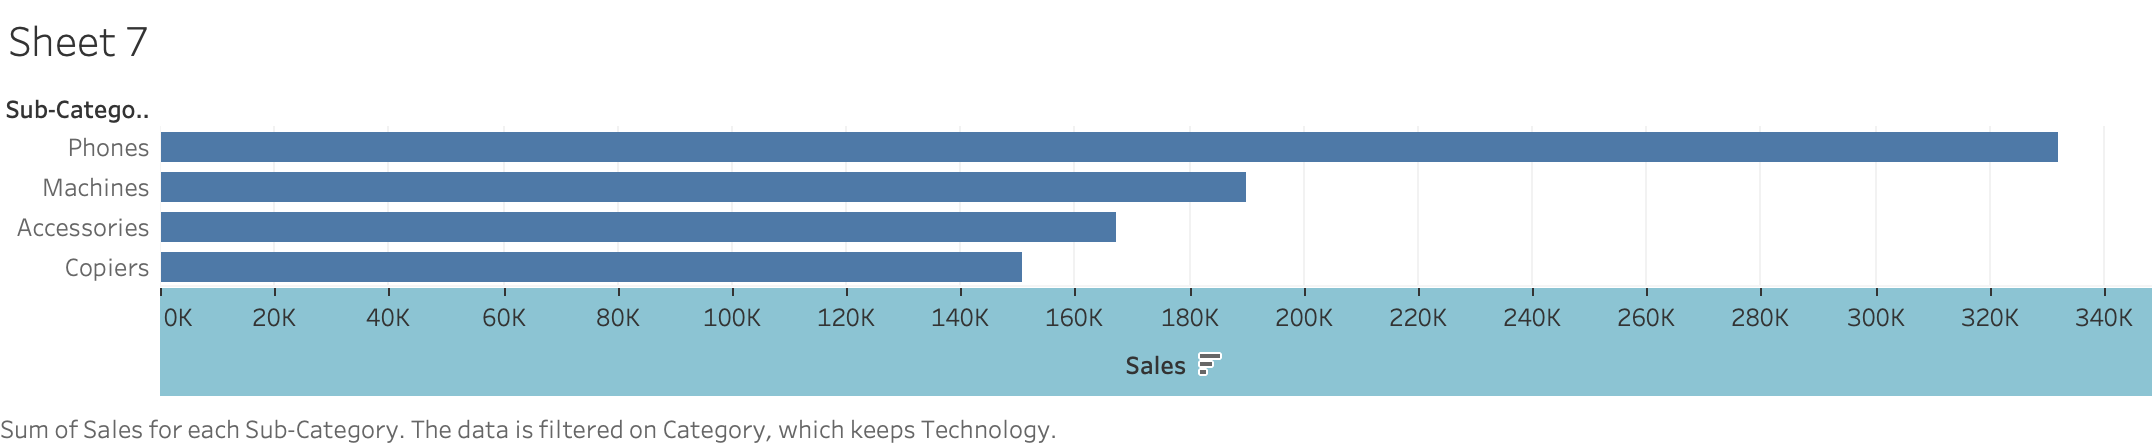 Sheet 7
Sub-Catego..
Phones
Machines
Accessories
Copiers
0K 20K 40K 60K 80K 100K 120K 140K 160K 180K 200K 220K 240K 260K 280K 300K 320K 340K
Sales
Sum of Sales for each Sub-Category. The data is filtered on Category, which keeps Technology.